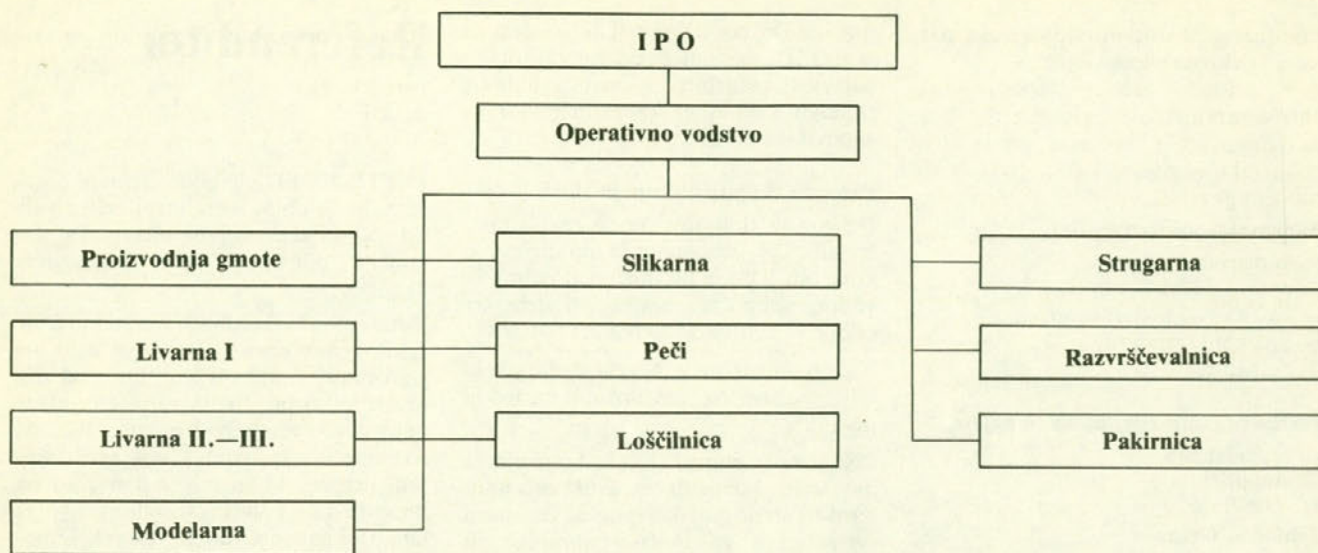 I P O
Operativno vodstvo
Proizvodnja gmote
Slikarna
Strugarna
Livarna I
Peči
Razvrščevalnica
Livarna II.—III.
Loščilnica
Pakirnica
Modelarna